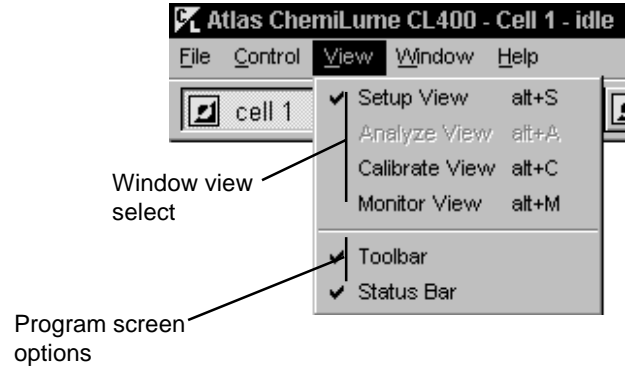 Atlas ChemiLume CL400 - Cell 1 - idle
File Control View Window Help
cell 1
Setup View alt+S
Analyze View alt+A
Calibrate View alt+C
Monitor View alt+M
Toolbar
Status Bar
Window view
select
Program screen
options